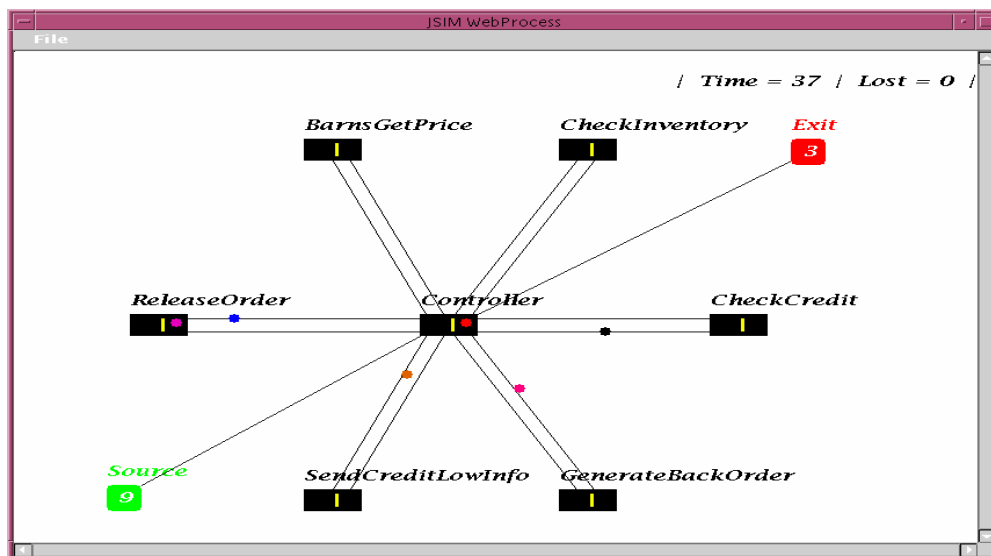 JSIM WebProcess
File
| Time = 37 | Lost = 0 |
BarnsGetPrice
CheckInventory
Exit
3
ReleaseOrder
Controller
CheckCredit
Source
9
SendCreditLowInfo
GenerateBackOrder